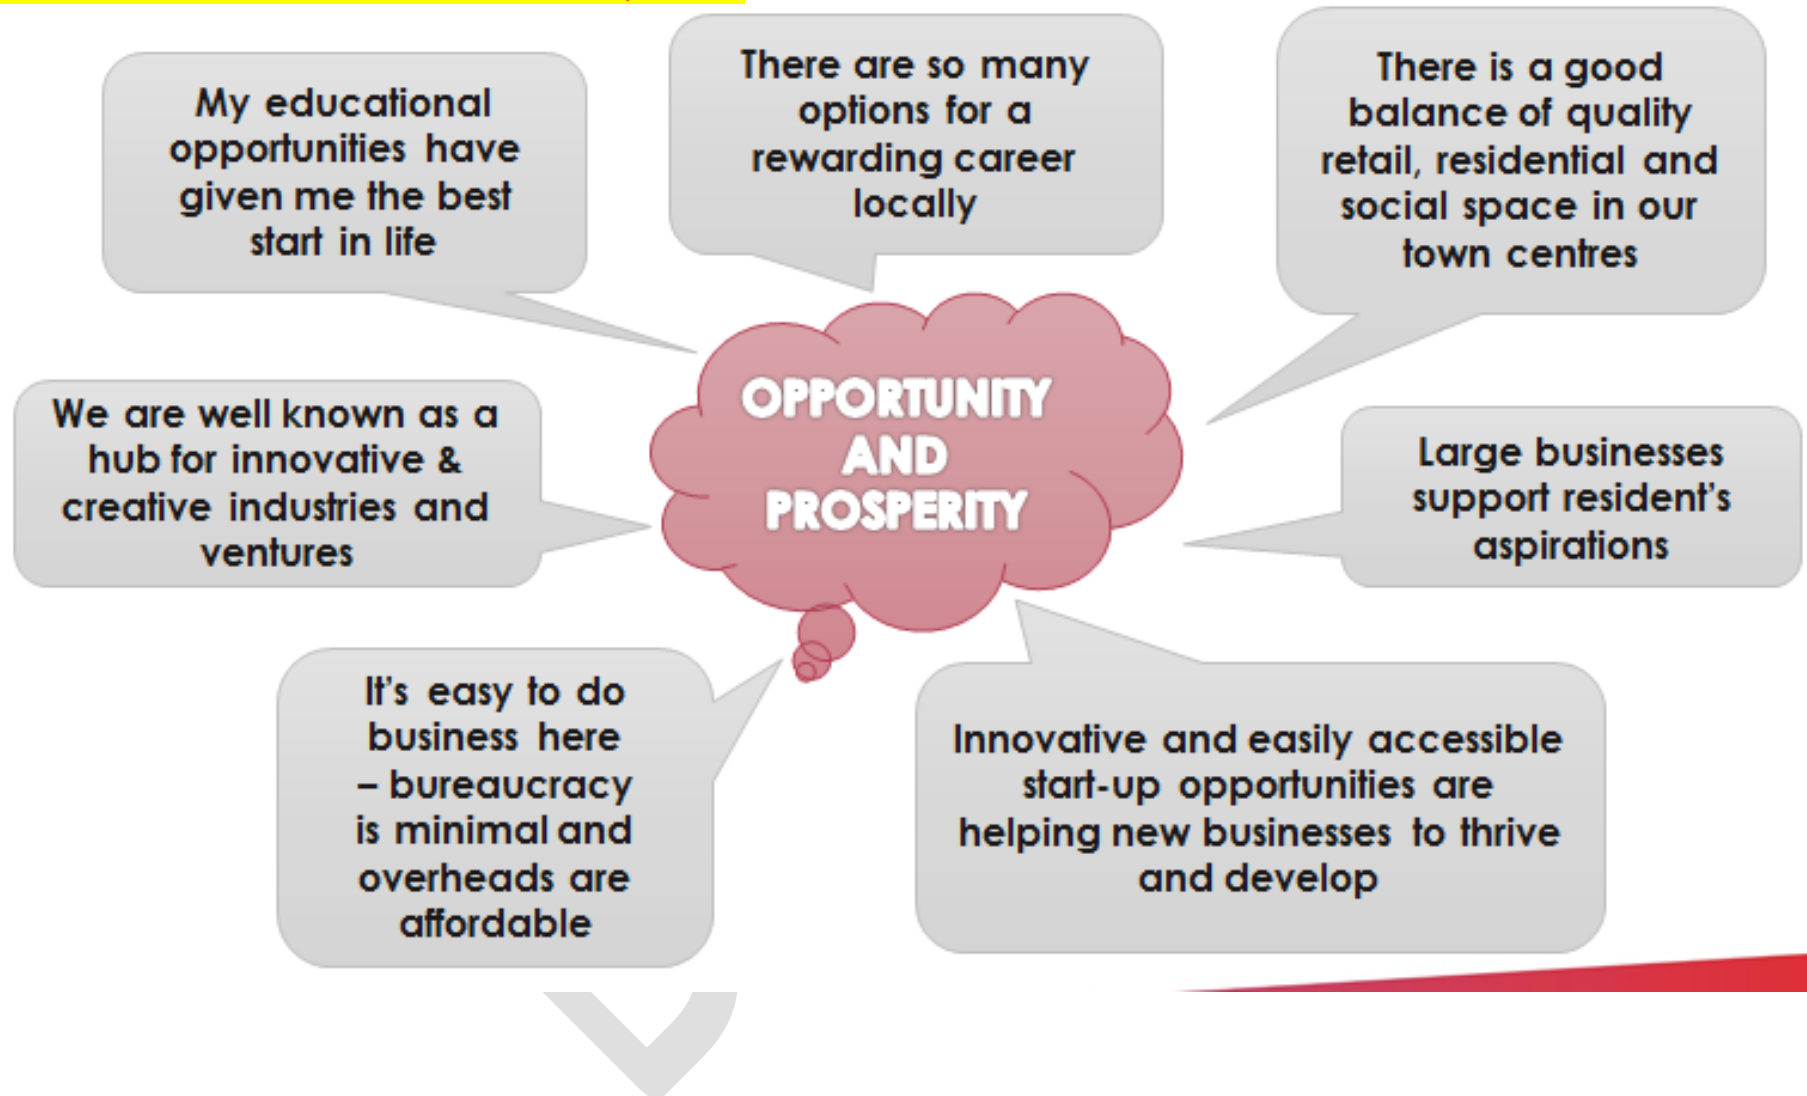 My educational
opportunities have
given me the best
start in life
There are so many
options for a
rewarding career
locally
There is a good
balance of quality
retail, residential and
social space in our
town centres
We are well known as a
hub for innovative &
creative industries and
ventures
OPPORTUNITY
AND
PROSPERITY
Large businesses
support resident's
aspirations
It's easy to do
business here
– bureaucracy
is minimal and
overheads are
affordable
Innovative and easily accessible
start-up opportunities are
helping new businesses to thrive
and develop